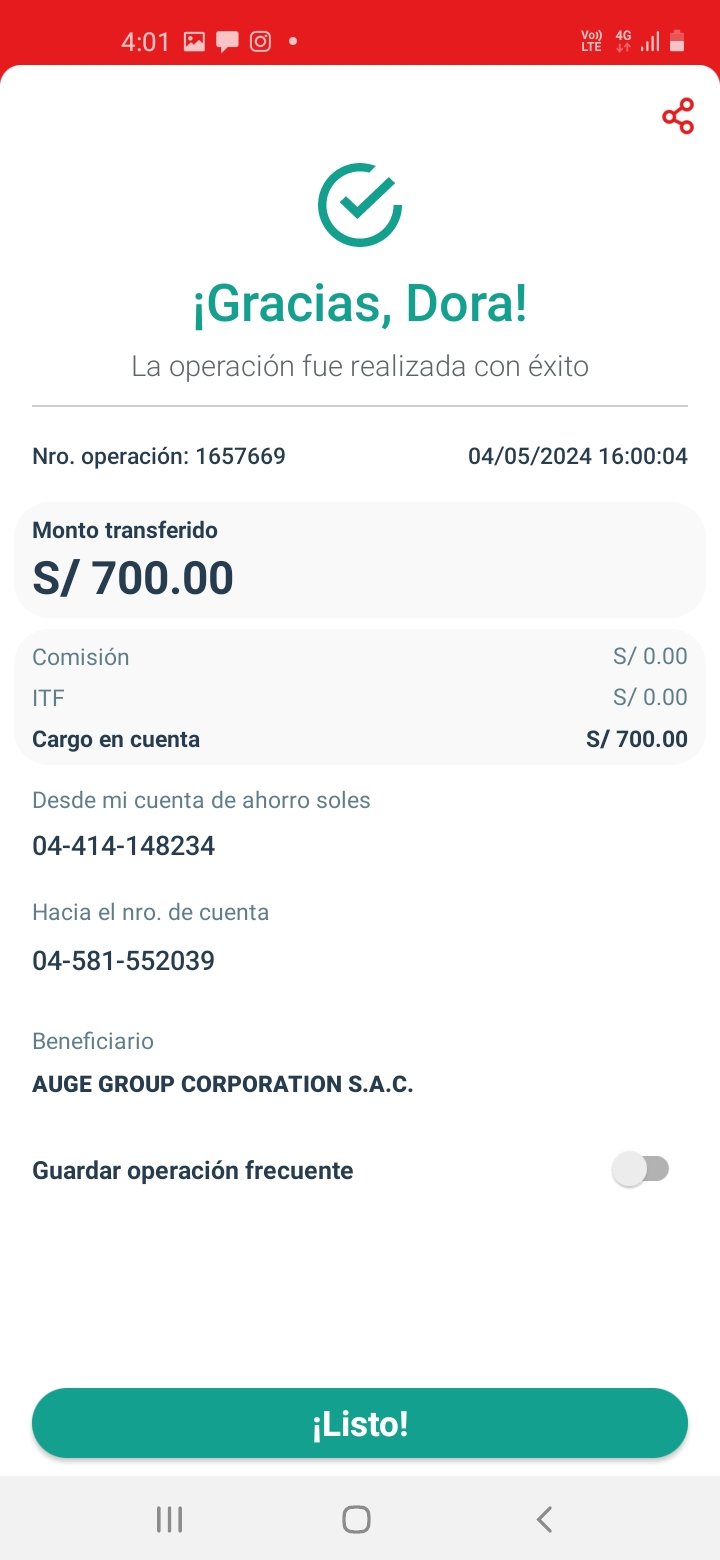 4:01 Vo)) LTE 4G
¡Gracias, Dora!
La operación fue realizada con éxito
Nro. operación: 1657669 04/05/2024 16:00:04
Monto transferido
S/ 700.00
Comisión S/ 0.00
ITF S/ 0.00
Cargo en cuenta S/ 700.00
Desde mi cuenta de ahorro soles
04-414-148234
Hacia el nro. de cuenta
04-581-552039
Beneficiario
AUGE GROUP CORPORATION S.A.C.
Guardar operación frecuente
¡Listo!